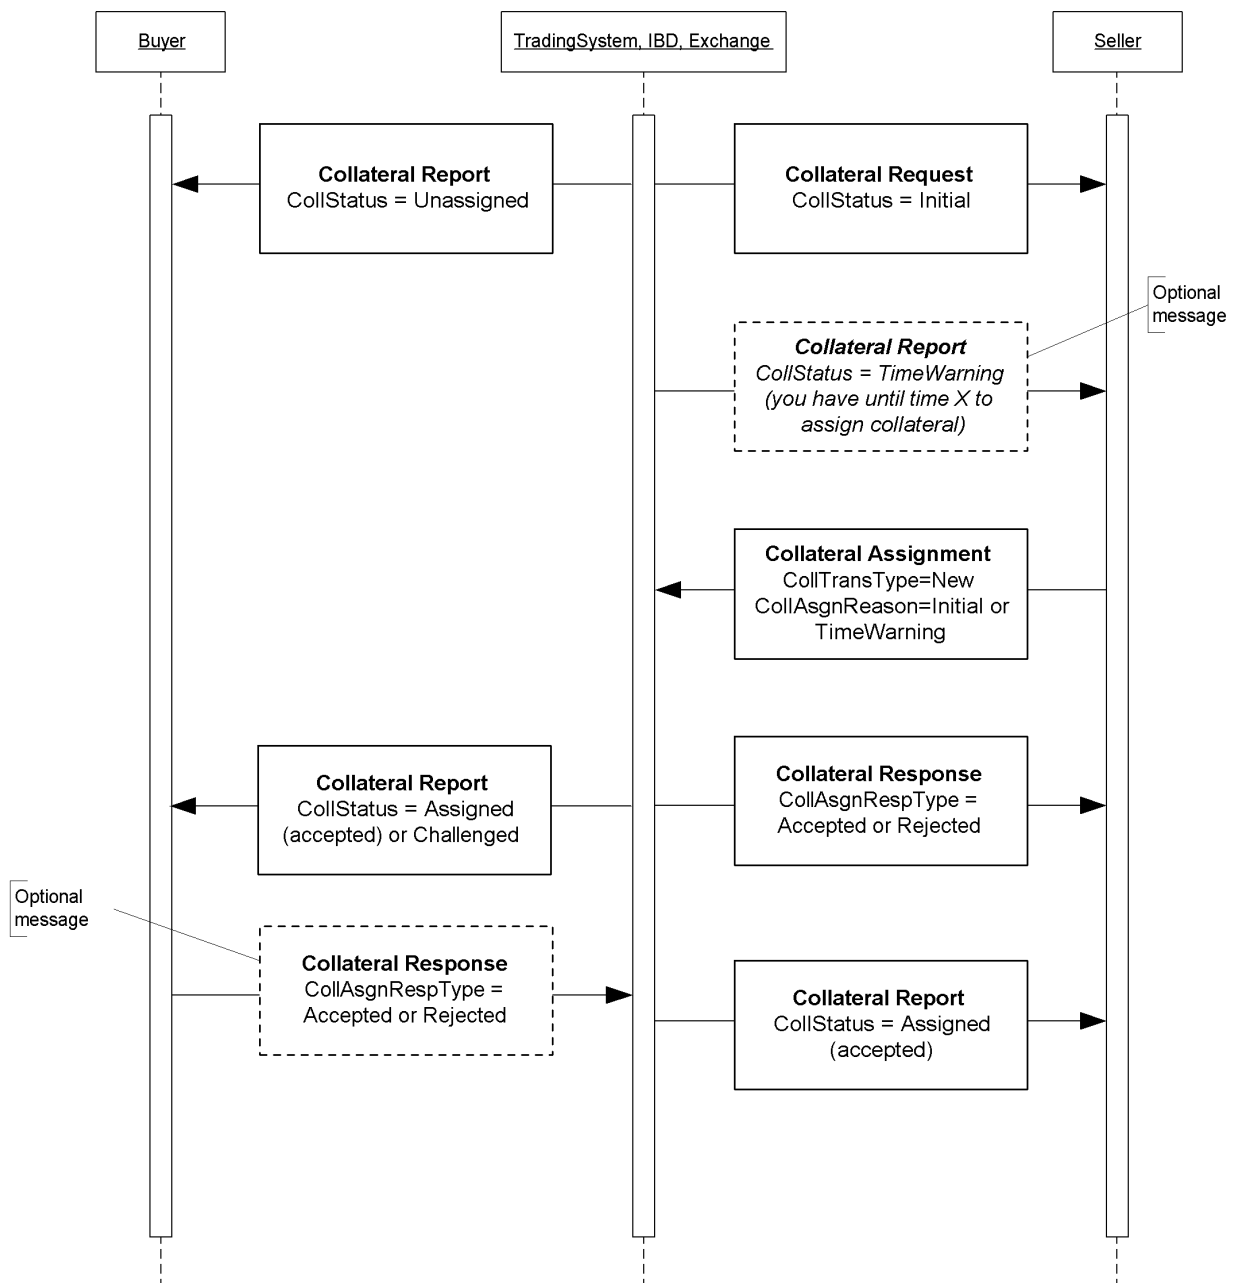 Buyer
TradingSystem, IBD, Exchange
Seller
Collateral Report
CollStatus = Unassigned
Collateral Request
CollStatus = Initial
Optional
message
Collateral Report
CollStatus = TimeWarning
(you have until time X to
assign collateral)
Collateral Assignment
CollTransType=New
CollAsgnReason=Initial or
TimeWarning
Collateral Report
CollStatus = Assigned
(accepted) or Challenged
Collateral Response
CollAsgnRespType =
Accepted or Rejected
Optional
message
Collateral Response
CollAsgnRespType =
Accepted or Rejected
Collateral Report
CollStatus = Assigned
(accepted)